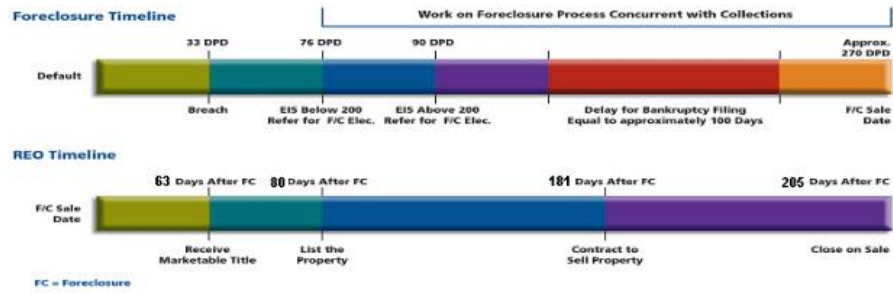 Foreclosure Timeline
Work on Foreclosure Process Concurrent with Collections
33 DPD
76 DPD
90 DPD
Approx.
270 DPD
Default
Breach
EIS Below 200
Refer for F/C Elec.
EIS Above 200
Refer for F/C Elec.
Delay for Bankruptcy Filing
Equal to approximately 100 Days
F/C Sale
Date
REO Timeline
63 Days After FC
80 Days After FC
181 Days After FC
205 Days After FC
F/C Sale
Date
Receive
Marketable Title
List the
Property
Contract to
Sell Property
Close on Sale
FC = Foreclosure